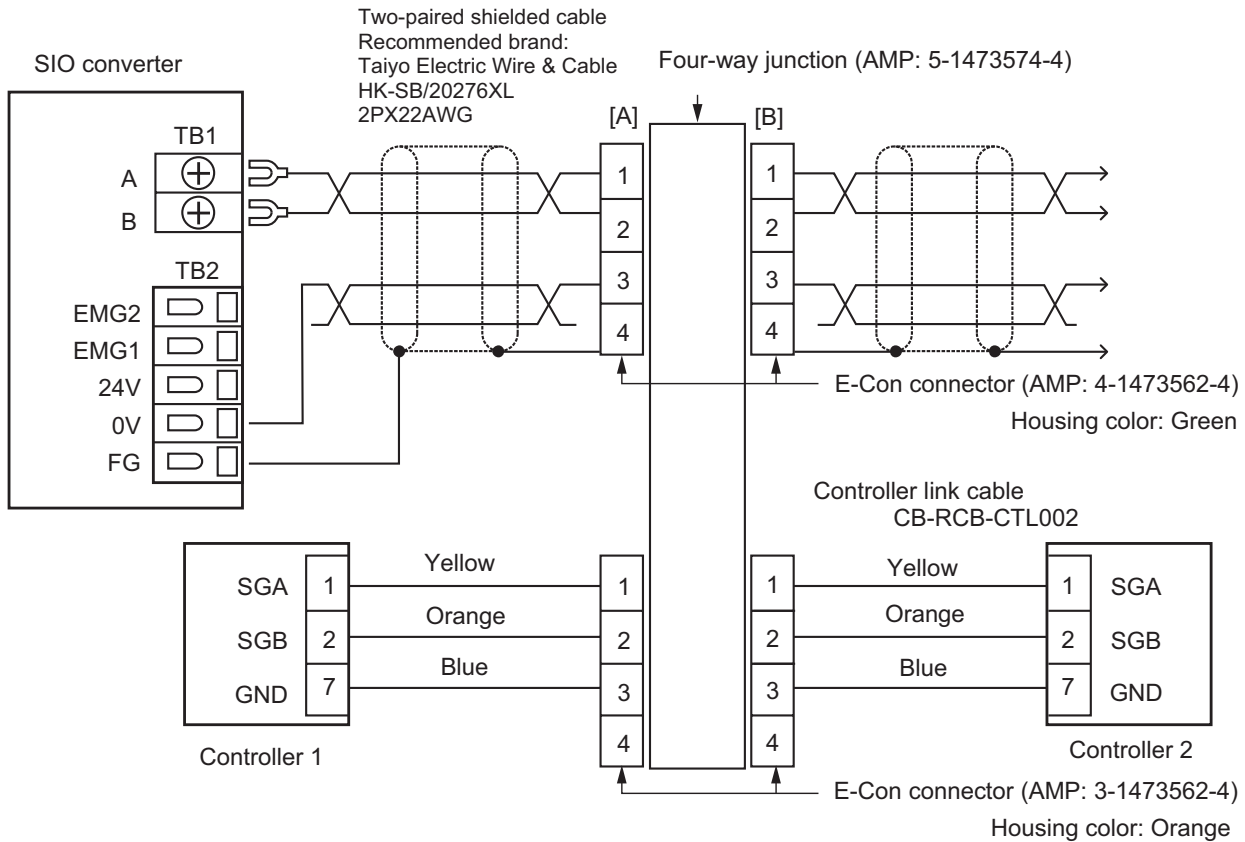 Two-paired shielded cable
Recommended brand:
Taiyo Electric Wire & Cable
HK-SB/20276XL
2PX22AWG
SIO converter
Four-way junction (AMP: 5-1473574-4)
[A]
[B]
TB1
A
B
1
2
3
4
1
2
3
4
TB2
EMG2
EMG1
24V
0V
FG
E-Con connector (AMP: 4-1473562-4)
Housing color: Green
Controller link cable
CB-RCB-CTL002
SGA 1 Yellow 1
SGB 2 Orange 2
GND 7 Blue 3
4
1 Yellow 1 SGA
2 Orange 2 SGB
3 Blue 7 GND
4
Controller 1
Controller 2
E-Con connector (AMP: 3-1473562-4)
Housing color: Orange